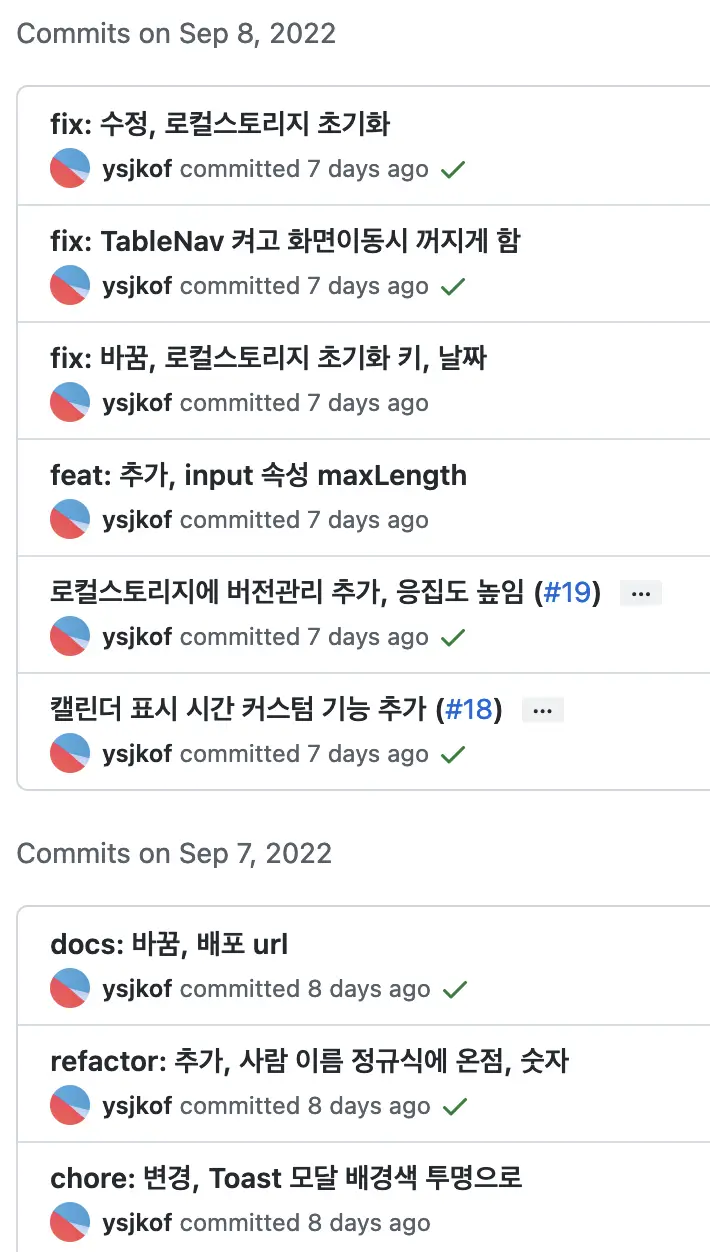 Commits on Sep 8, 2022
fix: 수정, 로컬스토리지 초기화
ysjkof committed 7 days ago
fix: TableNav 켜고 화면이동시 꺼지게 함
ysjkof committed 7 days ago
fix: 바꿈, 로컬스토리지 초기화 키, 날짜
ysjkof committed 7 days ago
feat: 추가, input 속성 maxLength
ysjkof committed 7 days ago
로컬스토리지에 버전관리 추가, 응집도 높임 (#19) ...
ysjkof committed 7 days ago
캘린더 표시 시간 커스텀 기능 추가 (#18) ...
ysjkof committed 7 days ago
Commits on Sep 7, 2022
docs: 바꿈, 배포 url
ysjkof committed 8 days ago
refactor: 추가, 사람 이름 정규식에 온점, 숫자
ysjkof committed 8 days ago
chore: 변경, Toast 모달 배경색 투명으로
ysjkof committed 8 days ago